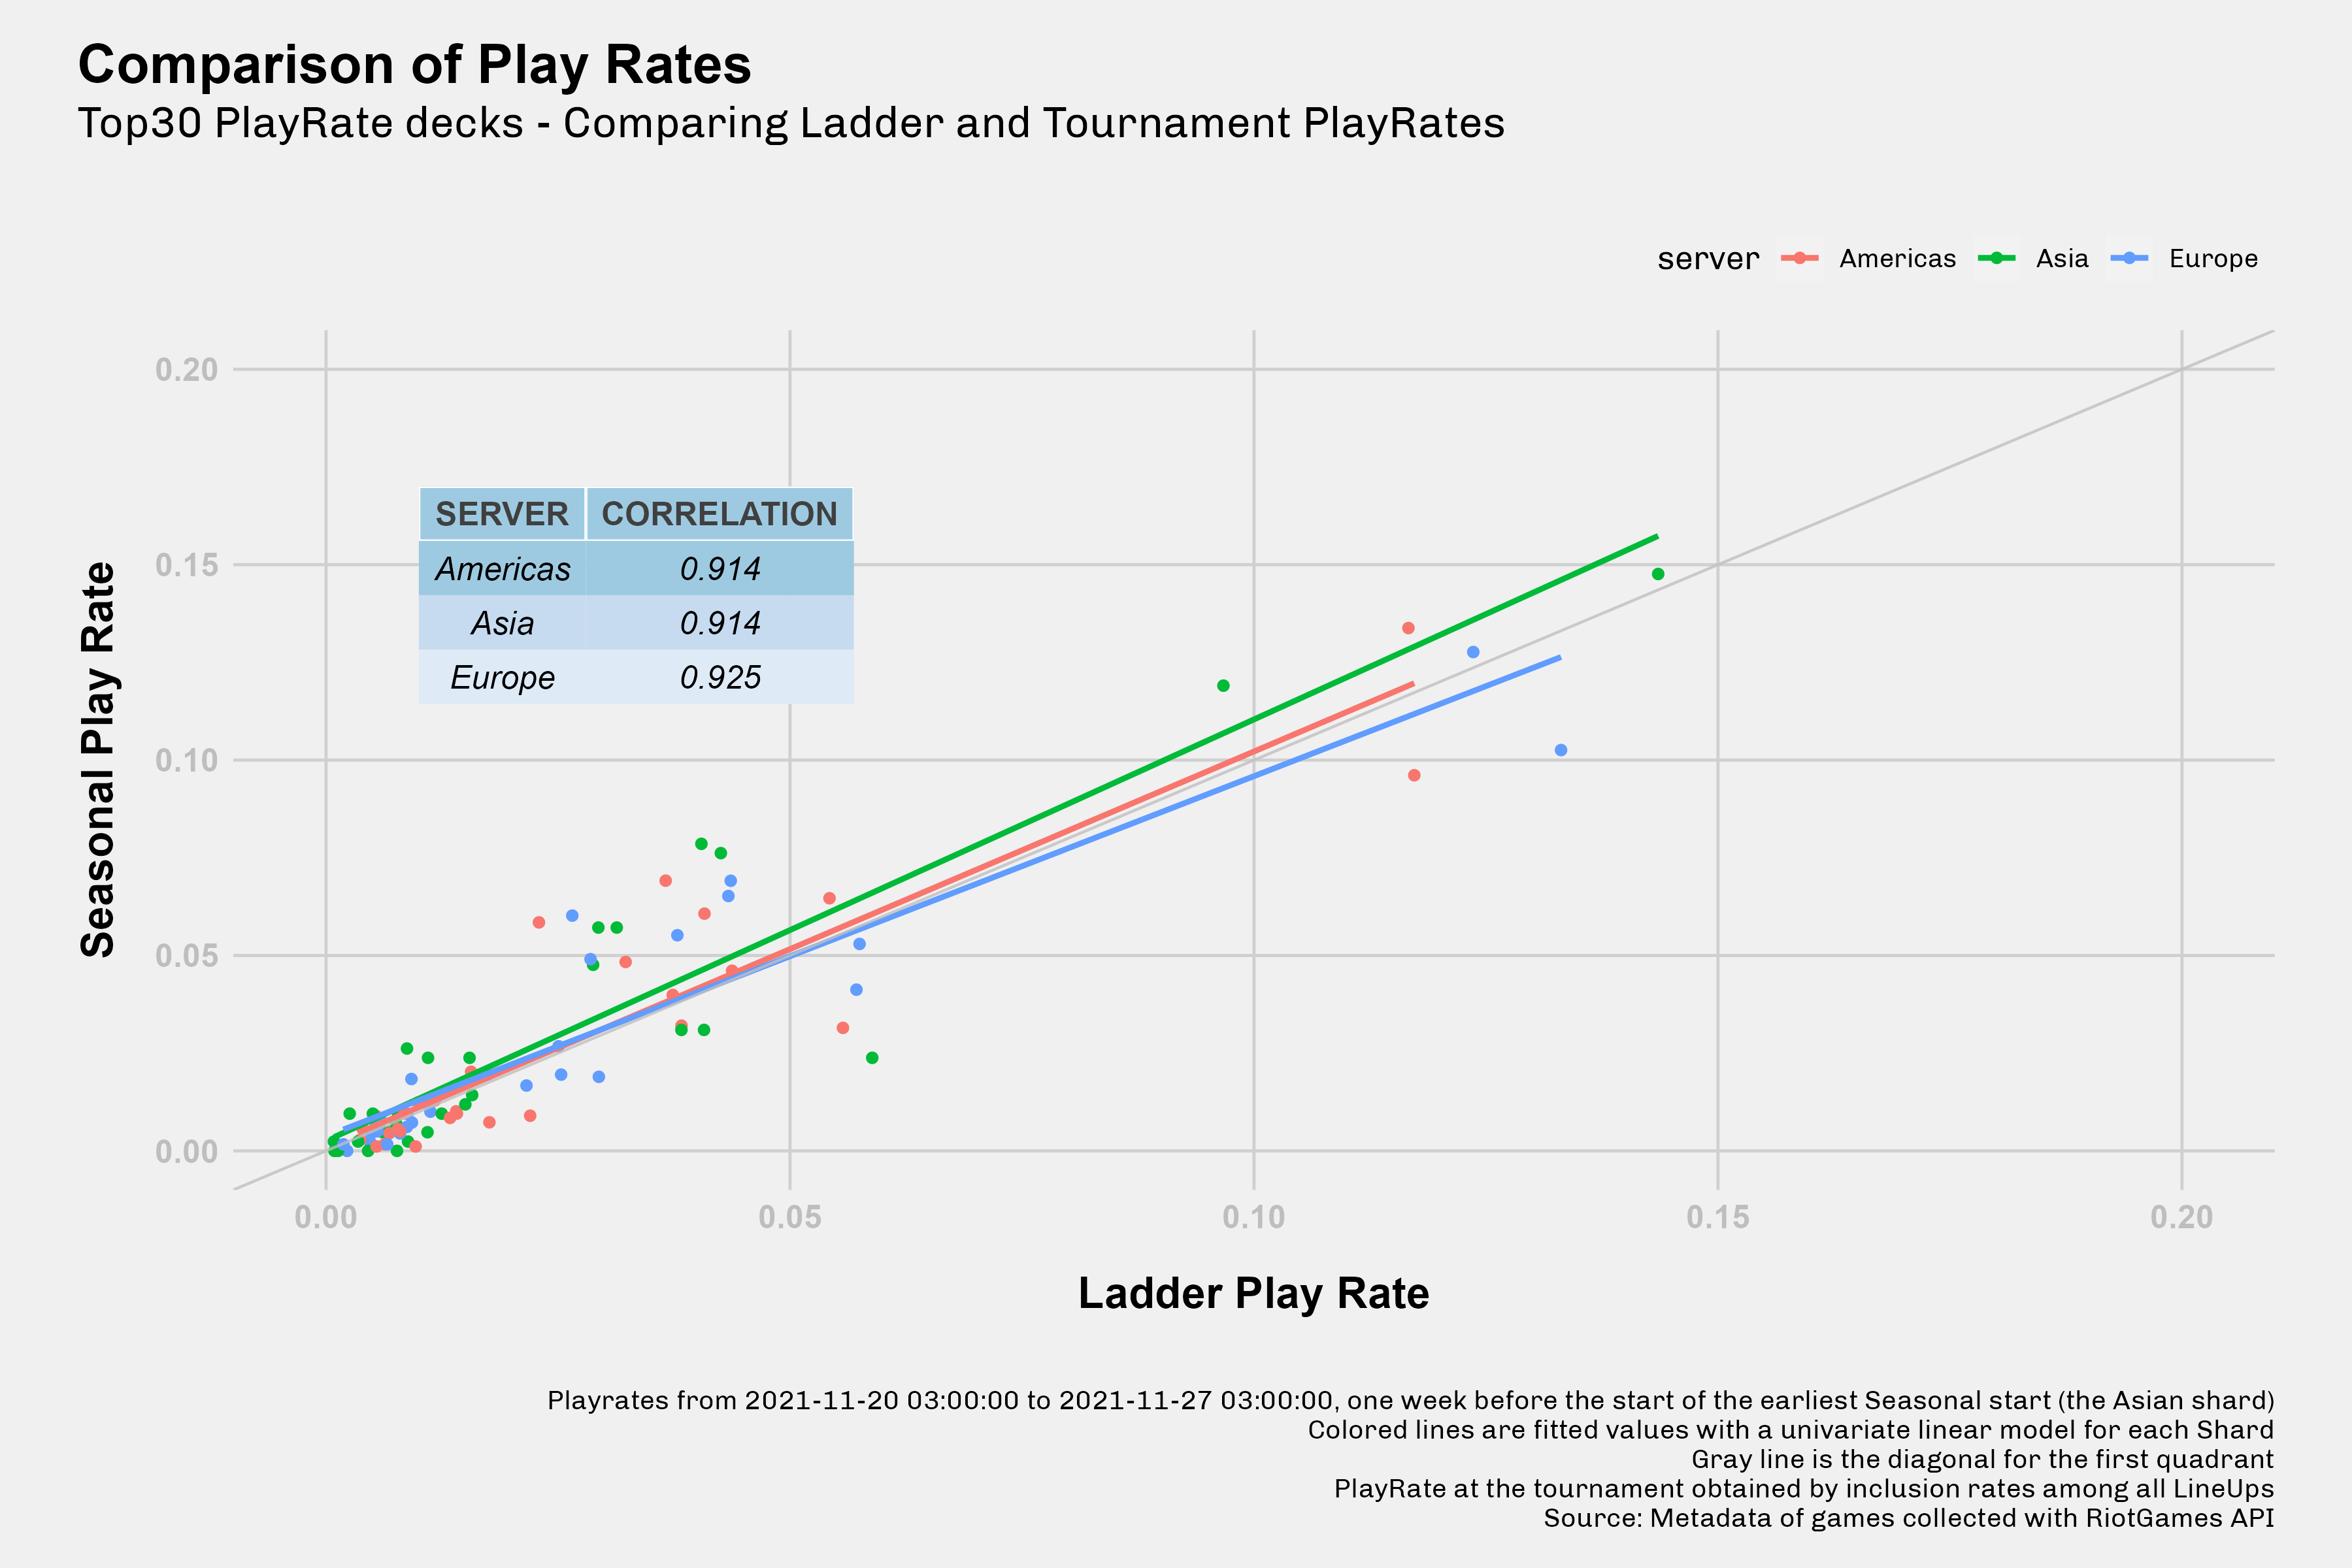 Comparison of Play Rates
Top30 PlayRate decks - Comparing Ladder and Tournament PlayRates
server Americas Asia Europe
0.20
0.15
0.10
0.05
0.00
Seasonal Play Rate
SERVER CORRELATION
Americas 0.914
Asia 0.914
Europe 0.925
0.00 0.05 0.10 0.15 0.20
Ladder Play Rate
Playrates from 2021-11-20 03:00:00 to 2021-11-27 03:00:00, one week before the start of the earliest Seasonal start (the Asian shard)
Colored lines are fitted values with a univariate linear model for each Shard
Gray line is the diagonal for the first quadrant
PlayRate at the tournament obtained by inclusion rates among all LineUps
Source: Metadata of games collected with RiotGames API